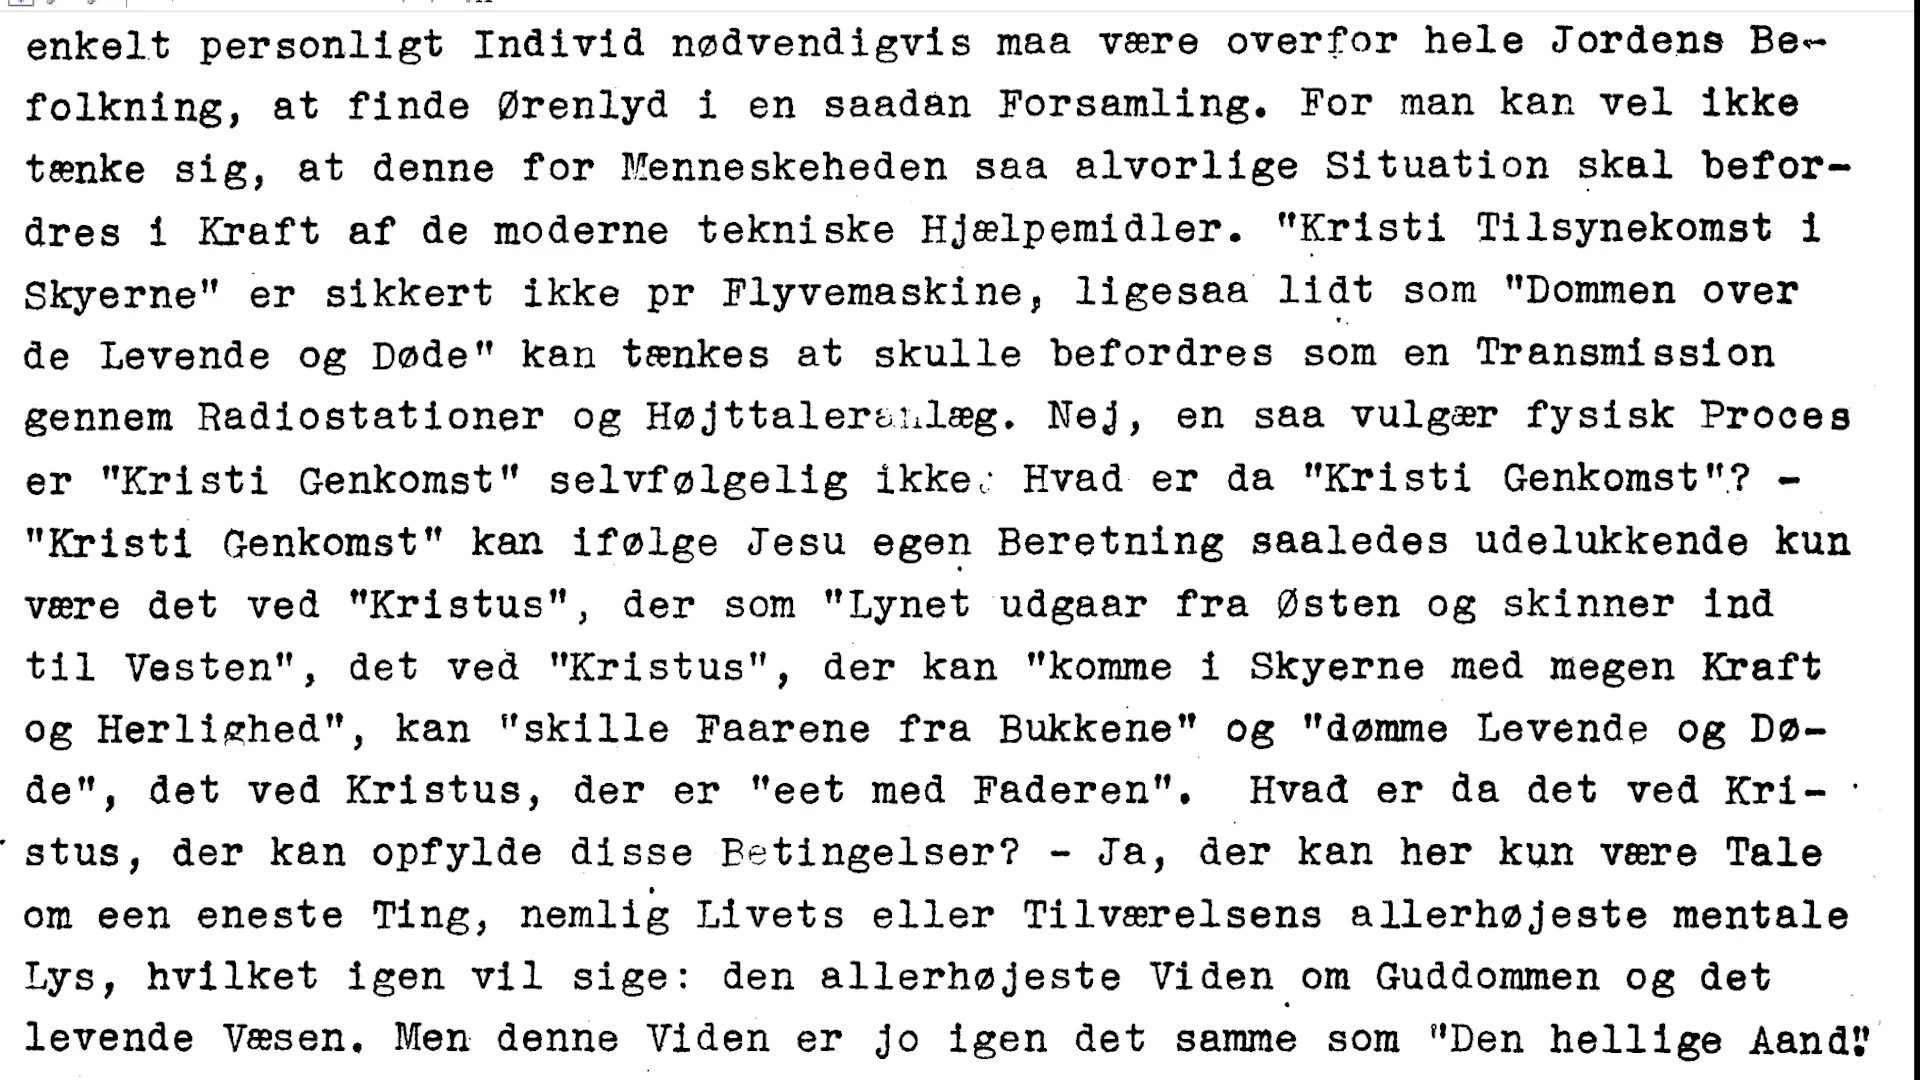 enkelt personligt Individ nødvendigvis maa være overfor hele Jordens Be-
folkning, at finde Ørenlyd i en saadan Forsamling. For man kan vel ikke
tænke sig, at denne for Menneskeheden saa alvorlige Situation skal befor-
dres i Kraft af de moderne tekniske Hjælpemidler. "Kristi Tilsynekomst i
Skyerne" er sikkert ikke pr Flyvemaskine, ligesaa lidt som "Dommen over
de Levende og Døde" kan tænkes at skulle befordres som en Transmission
gennem Radiostationer og Højttaleranlæg. Nej, en saa vulgær fysisk Proces
er "Kristi Genkomst" selvfølgelig ikke. Hvad er da "Kristi Genkomst"? -
"Kristi Genkomst" kan ifølge Jesu egen Beretning saaledes udelukkende kun
være det ved "Kristus", der som "Lynet udgaar fra Østen og skinner ind
til Vesten", det ved "Kristus", der kan "komme i Skyerne med megen Kraft
og Herlighed", kan "skille Faarene fra Bukkene" og "dømme Levende og Dø-
de", det ved Kristus, der er "eet med Faderen". Hvad er da det ved Kri-
stus, der kan opfylde disse Betingelser? - Ja, der kan her kun være Tale
om een eneste Ting, nemlig Livets eller Tilværelsens allerhøjeste mentale
Lys, hvilket igen vil sige: den allerhøjeste Viden om Guddommen og det
levende Væsen. Men denne Viden er jo igen det samme som "Den hellige Aand".